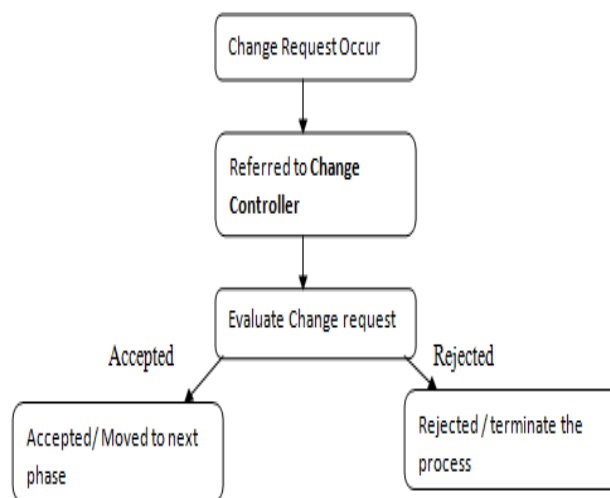 Change Request Occur
Referred to Change
Controller
Evaluate Change request
Accepted
Rejected
Accepted/ Moved to next
phase
Rejected / terminate the
process